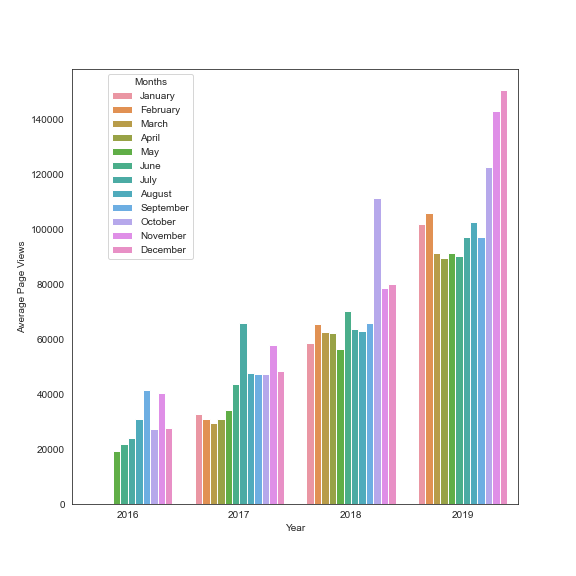 Months
January
February
March
April
May
June
July
August
September
October
November
December
Average Page Views
140000
120000
100000
80000
60000
40000
20000
0
2016 2017 2018 2019
Year